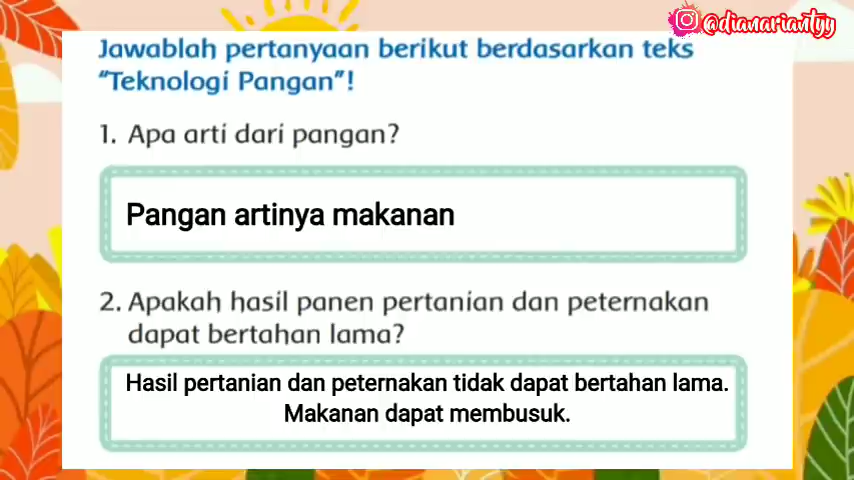 @dianariantyy
Jawablah pertanyaan berikut berdasarkan teks
"Teknologi Pangan"!
1. Apa arti dari pangan?
Pangan artinya makanan
2. Apakah hasil panen pertanian dan peternakan
dapat bertahan lama?
Hasil pertanian dan peternakan tidak dapat bertahan lama.
Makanan dapat membusuk.